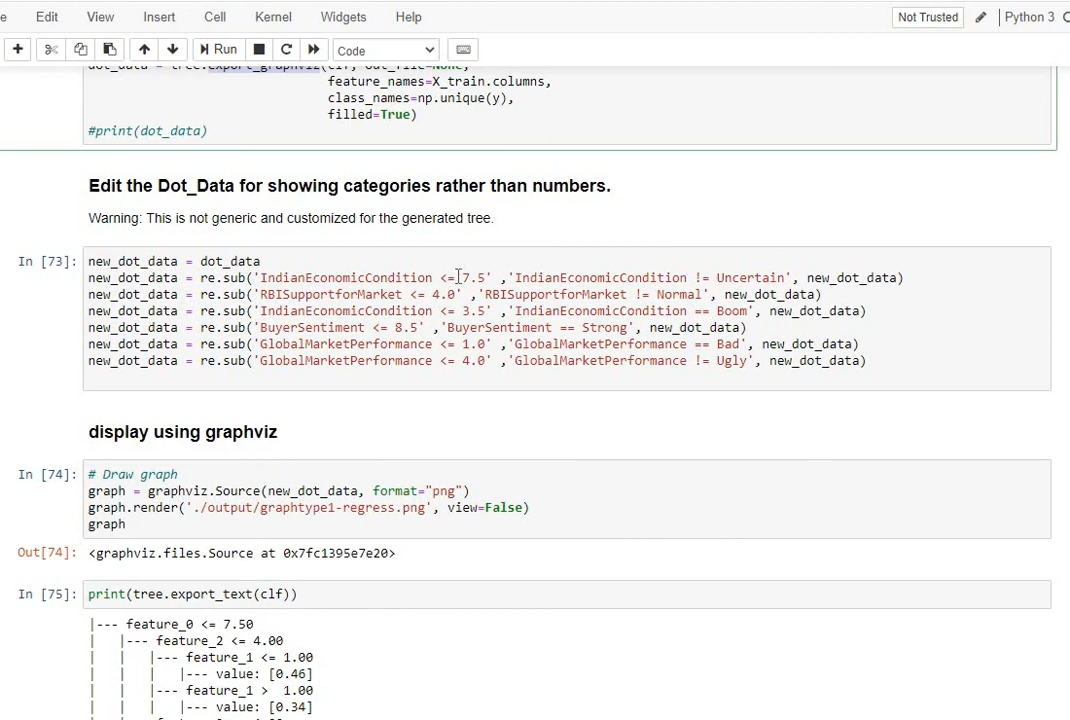 Edit View Insert Cell Kernel Widgets Help Not Trusted Python 3
Run Code
dot_data = tree.export_graphviz(clf, out_file=None,
feature_names=X_train.columns,
class_names=np.unique(y),
filled=True)
#print(dot_data)
Edit the Dot_Data for showing categories rather than numbers.
Warning: This is not generic and customized for the generated tree.
In [73]: new_dot_data = dot_data
new_dot_data = re.sub('IndianEconomicCondition <= 7.5' ,'IndianEconomicCondition != Uncertain', new_dot_data)
new_dot_data = re.sub('RBISupportforMarket <= 4.0' ,'RBISupportforMarket != Normal', new_dot_data)
new_dot_data = re.sub('IndianEconomicCondition <= 3.5' ,'IndianEconomicCondition == Boom', new_dot_data)
new_dot_data = re.sub('BuyerSentiment <= 8.5' ,'BuyerSentiment == Strong', new_dot_data)
new_dot_data = re.sub('GlobalMarketPerformance <= 1.0' ,'GlobalMarketPerformance == Bad', new_dot_data)
new_dot_data = re.sub('GlobalMarketPerformance <= 4.0' ,'GlobalMarketPerformance != Ugly', new_dot_data)
display using graphviz
In [74]: # Draw graph
graph = graphviz.Source(new_dot_data, format="png")
graph.render('./output/graphtype1-regress.png', view=False)
graph
Out[74]: <graphviz.files.Source at 0x7fc1395e7e20>
In [75]: print(tree.export_text(clf))
|--- feature_0 <= 7.50
|   |--- feature_2 <= 4.00
|   |   |--- feature_1 <= 1.00
|   |   |   |--- value: [0.46]
|   |   |--- feature_1 >  1.00
|   |   |   |--- value: [0.34]